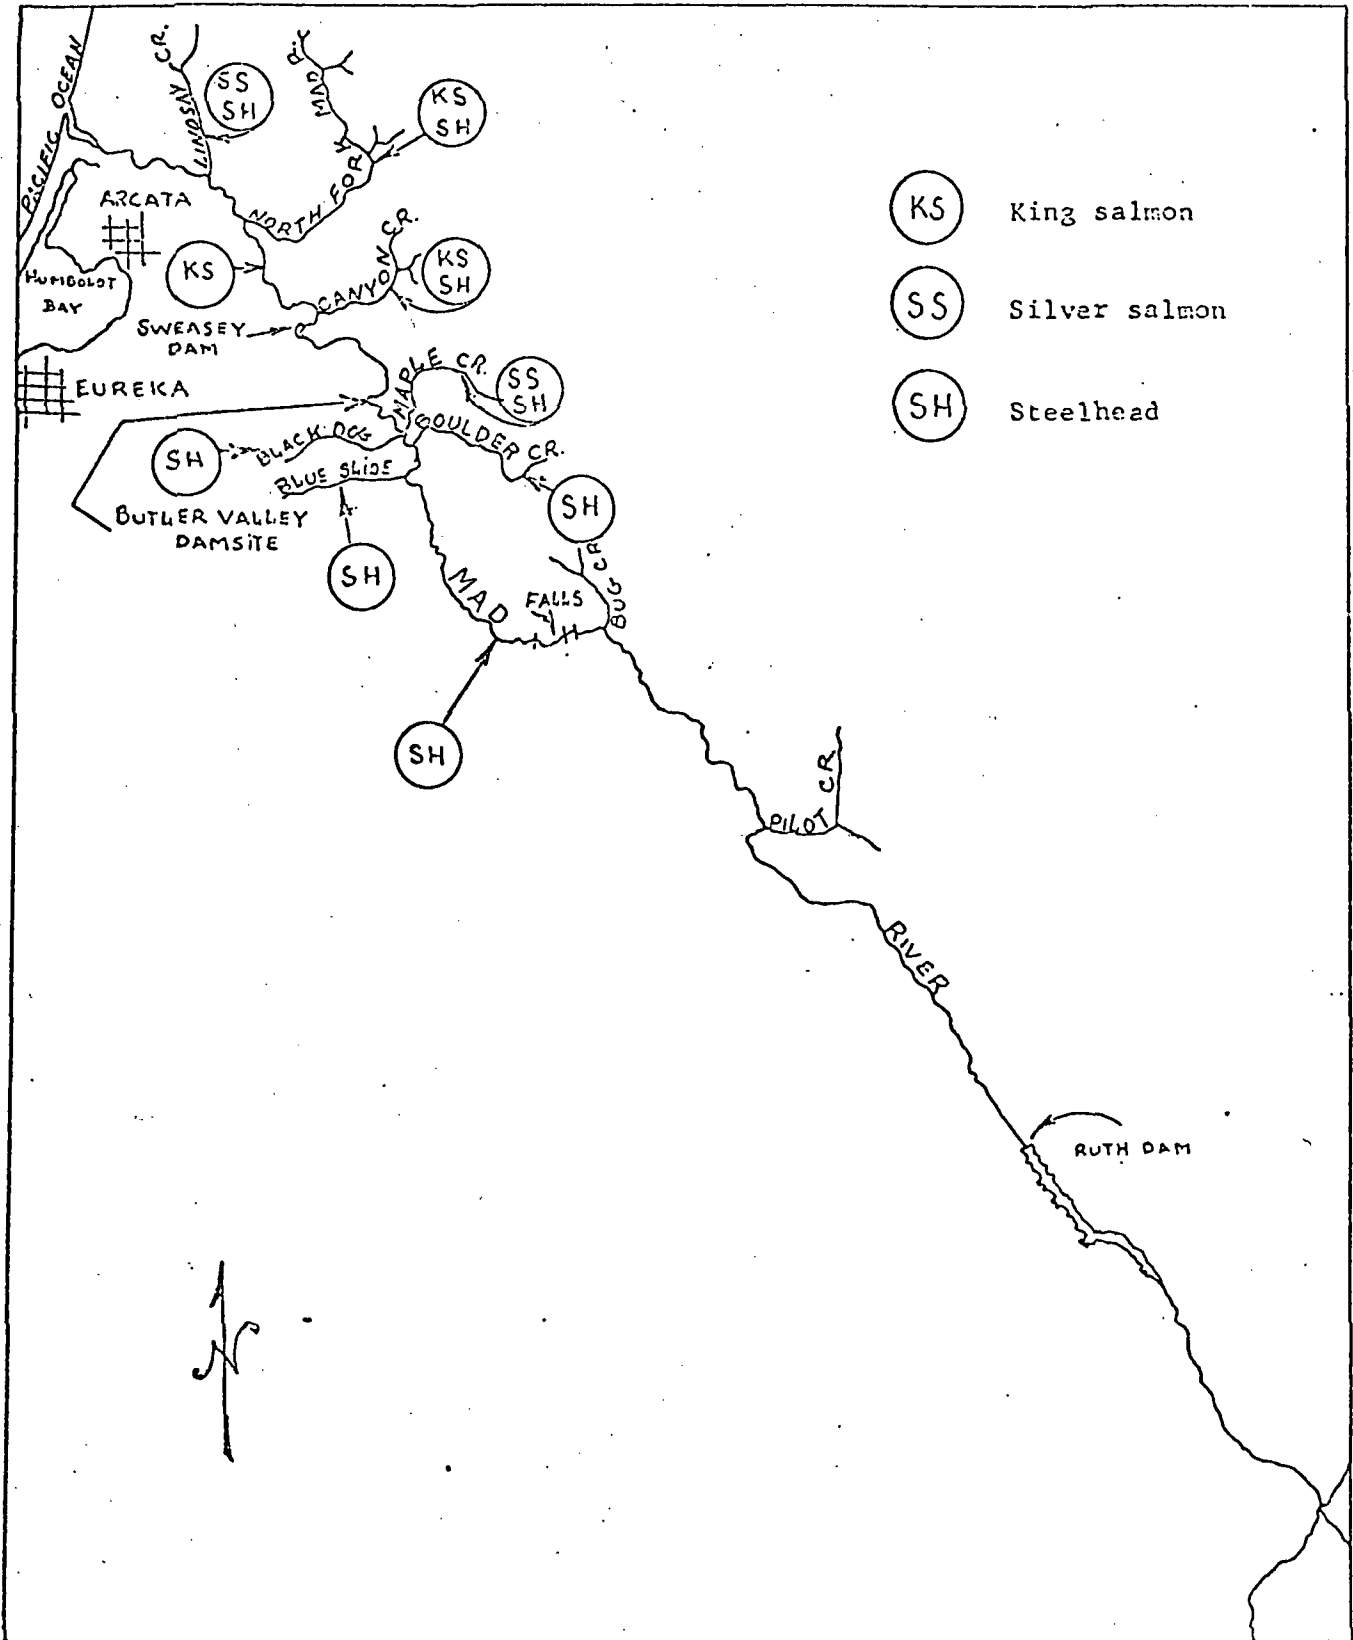 PACIFIC OCEAN
LINDSAY CR.
SS
SH
NORTH FORK MAD R.
KS
SH
ARCATA
KS
King salmon
HUMBOLDT
BAY
KS
CANYON CR.
KS
SH
SS
Silver salmon
SWEASEY
DAM
EUREKA
MAPLE CR.
SS
SH
SH
Steelhead
BOULDER CR.
SH
BLACK DOG
SH
BLUE SLIDE
BUTLER VALLEY
DAMSITE
SH
BUG CR.
FALLS
MAD RIVER
SH
PILOT CR.
RUTH DAM
N